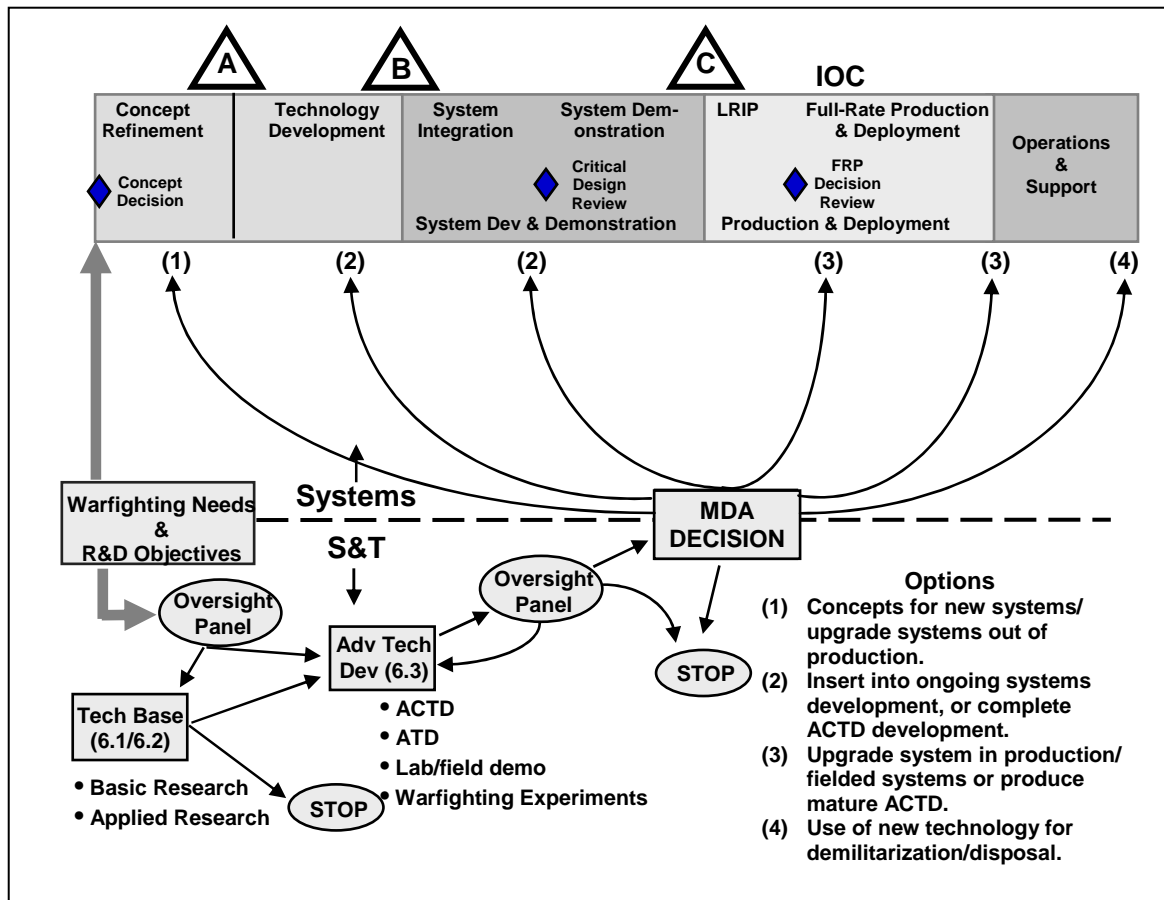 A
B
C
IOC
Concept
Refinement
Technology
Development
System
Integration
System Dem-
onstration
LRIP
Full-Rate Production
& Deployment
Operations
&
Support
Concept
Decision
Critical
Design
Review
FRP
Decision
Review
System Dev & Demonstration
Production & Deployment
(1)
(2)
(2)
(3)
(3)
(4)
Warfighting Needs
&
R&D Objectives
Systems
S&T
MDA
DECISION
Oversight
Panel
Oversight
Panel
Adv Tech
Dev (6.3)
STOP
Tech Base
(6.1/6.2)
• Basic Research
• Applied Research
STOP
• ACTD
• ATD
• Lab/field demo
• Warfighting Experiments
Options
(1) Concepts for new systems/
upgrade systems out of
production.
(2) Insert into ongoing systems
development, or complete
ACTD development.
(3) Upgrade system in production/
fielded systems or produce
mature ACTD.
(4) Use of new technology for
demilitarization/disposal.